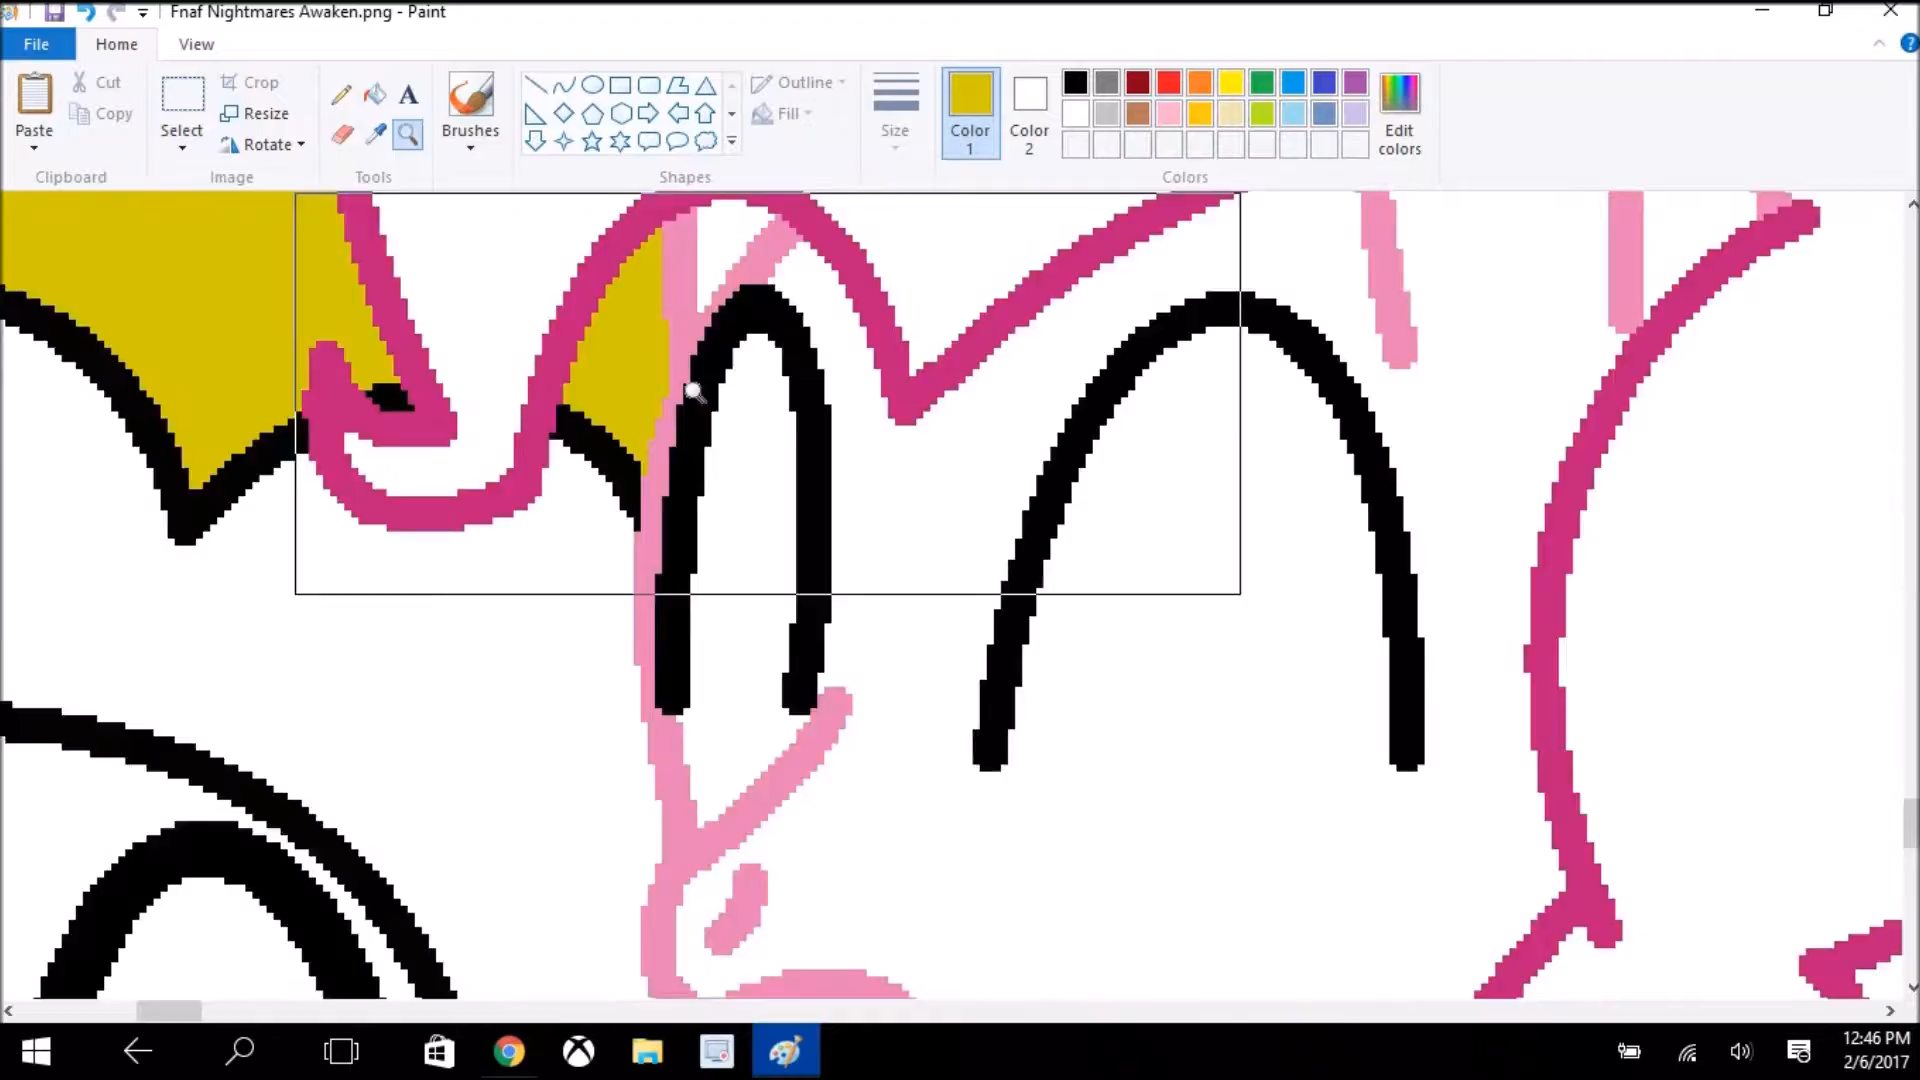 Fnaf Nightmares Awaken.png - Paint
File Home View
Paste
Cut
Copy
Clipboard
Select
Crop
Resize
Rotate
Image
A
Tools
Brushes
Shapes
Outline
Fill
Size
Color 1
Color 2
Edit colors
Colors
12:46 PM
2/6/2017